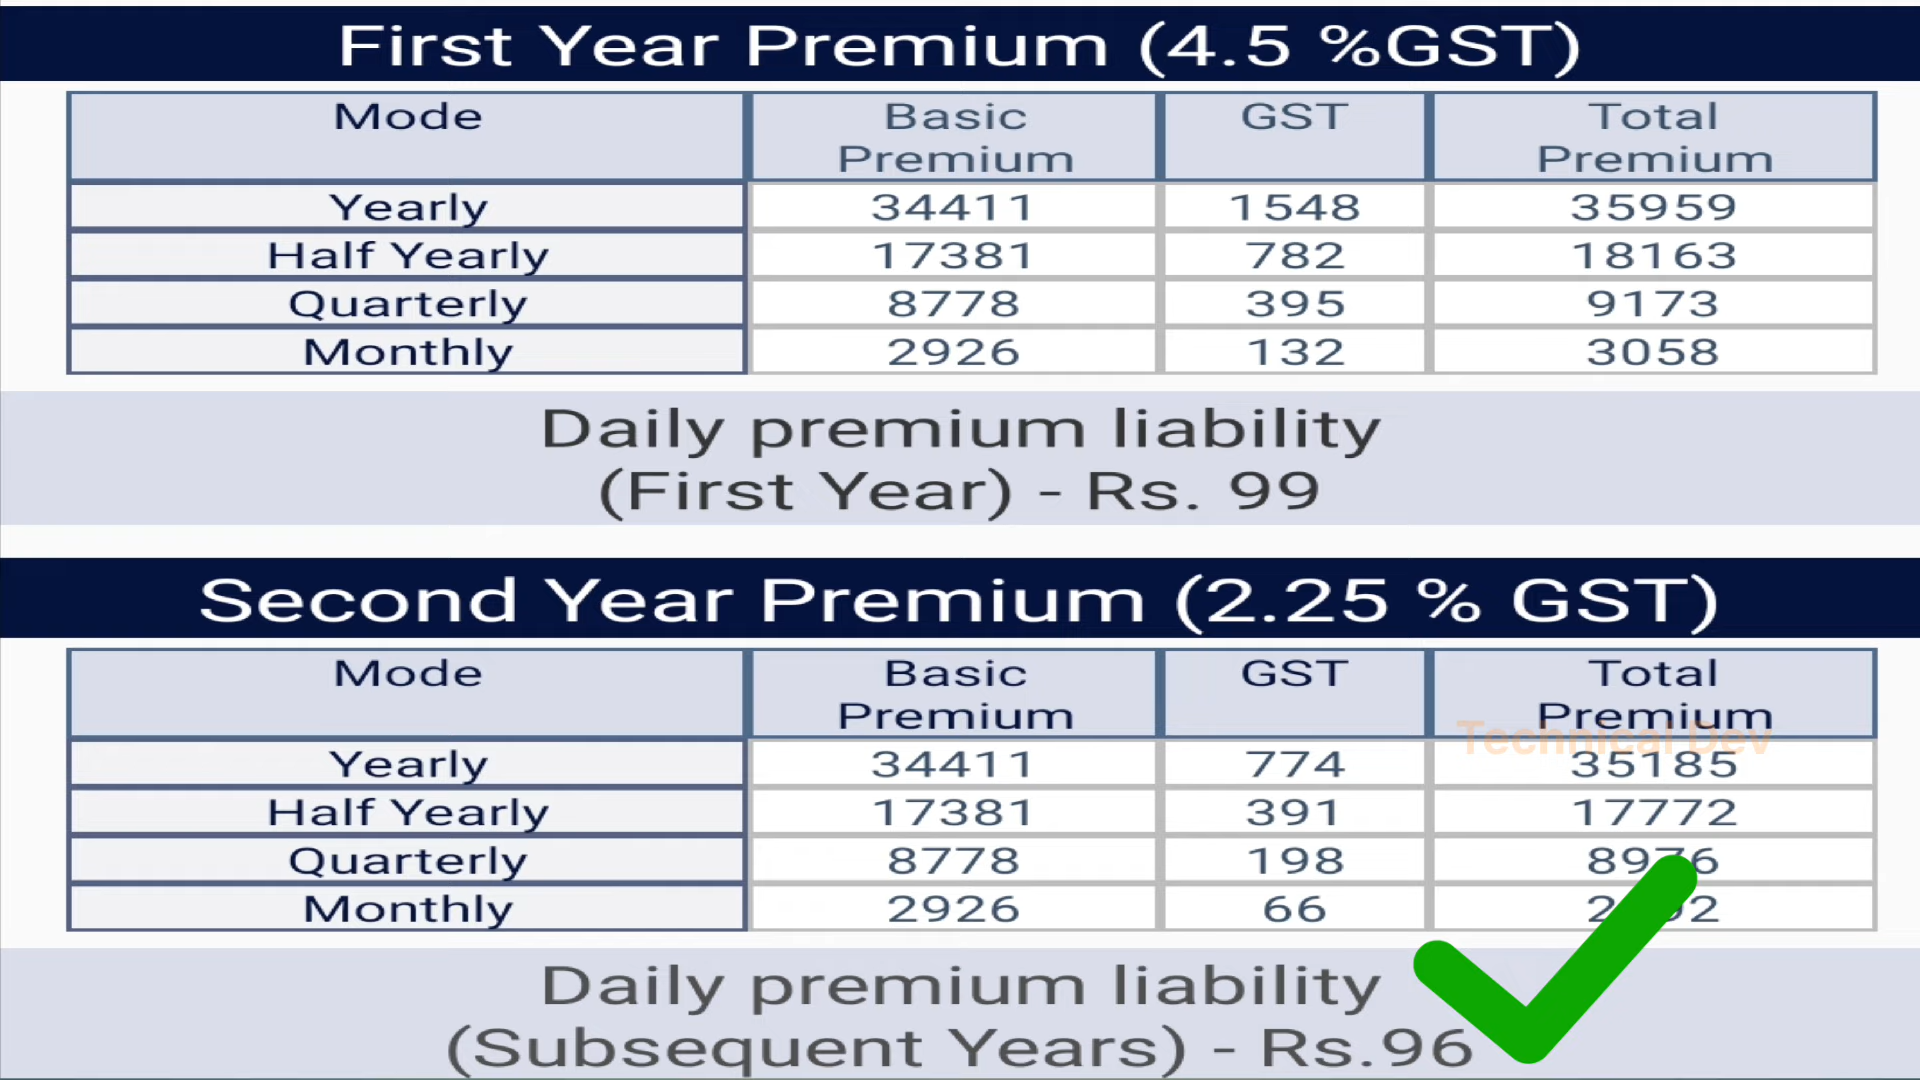 First Year Premium (4.5 %GST)
Mode Basic Premium GST Total Premium
Yearly 34411 1548 35959
Half Yearly 17381 782 18163
Quarterly 8778 395 9173
Monthly 2926 132 3058
Daily premium liability
(First Year) - Rs. 99
Second Year Premium (2.25 % GST)
Mode Basic Premium GST Total Premium
Technical Dev
Yearly 34411 774 35185
Half Yearly 17381 391 17772
Quarterly 8778 198 8976
Monthly 2926 66
Daily premium liability
(Subsequent Years) - Rs.96